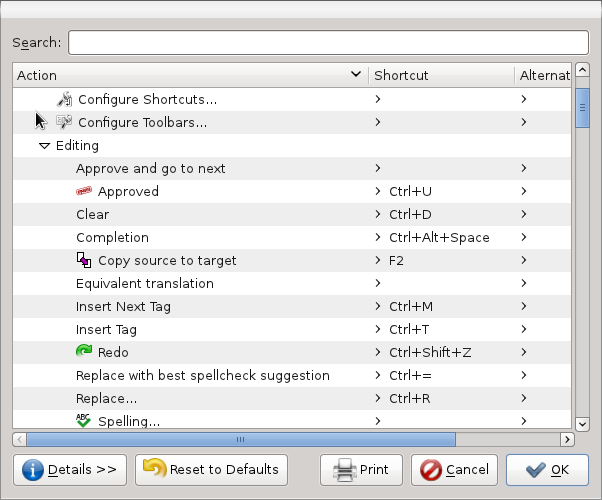 Search:
Action Shortcut Alternat
Configure Shortcuts...
Configure Toolbars...
Editing
Approve and go to next
Approved Ctrl+U
Clear Ctrl+D
Completion Ctrl+Alt+Space
Copy source to target F2
Equivalent translation
Insert Next Tag Ctrl+M
Insert Tag Ctrl+T
Redo Ctrl+Shift+Z
Replace with best spellcheck suggestion Ctrl+=
Replace... Ctrl+R
ABC Spelling...
Details >> Reset to Defaults Print Cancel OK